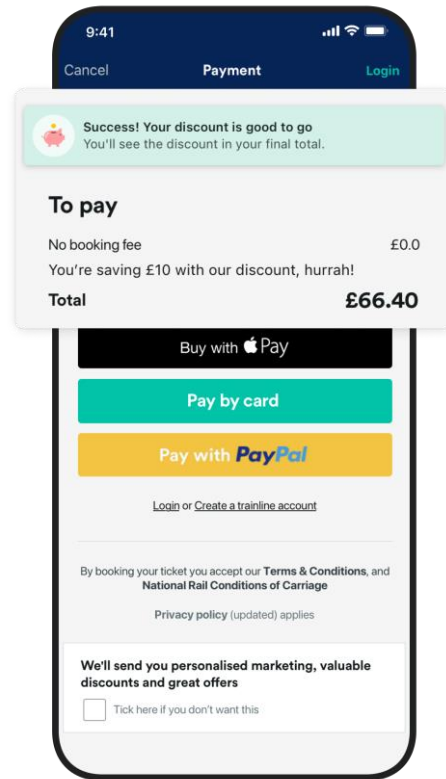 9:41
Cancel Payment Login
Success! Your discount is good to go
You'll see the discount in your final total.
To pay
No booking fee £0.0
You're saving £10 with our discount, hurrah!
Total £66.40
Buy with Pay
Pay by card
Pay with PayPal
Login or Create a trainline account
By booking your ticket you accept our Terms & Conditions, and
National Rail Conditions of Carriage
Privacy policy (updated) applies
We'll send you personalised marketing, valuable
discounts and great offers
Tick here if you don't want this